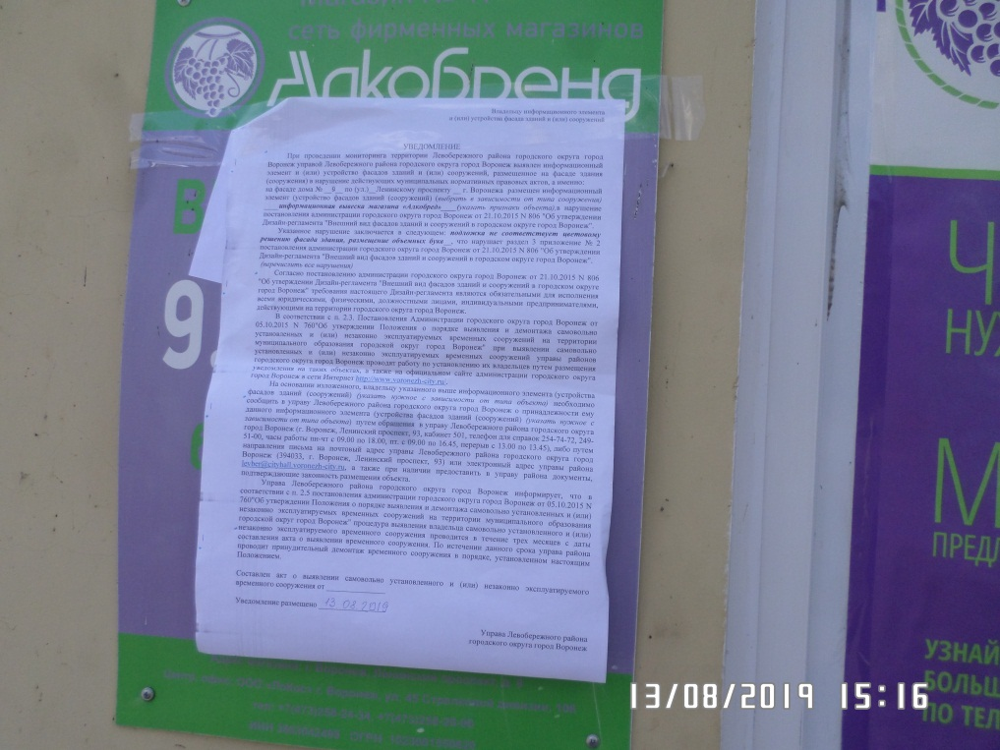 сеть фирменных магазинов
Алкобренд
Владельцу информационного элемента
и (или) устройства фасада зданий и (или) сооружений
УВЕДОМЛЕНИЕ
При проведении мониторинга территории Левобережного района городского округа город
Воронеж управой Левобережного района городского округа город Воронеж выявлен информационный
элемент и (или) устройство фасадов зданий и (или) сооружений, размещенное на фасаде здания
(сооружения) в нарушение действующих муниципальных нормативных правовых актов, а именно:
на фасаде дома № __8__ по (ул.)__Ленинскому проспекту__ г. Воронежа размещен информационный
элемент (устройство фасада зданий (сооружений) (выбрать в зависимости от типа сооружения)
____информационная вывеска магазина «Алкобред»____(указать признаки объекта),в нарушение
постановления администрации городского округа город Воронеж от 21.10.2015 N 806 "Об утверждении
Дизайн-регламента "Внешний вид фасадов зданий и сооружений в городском округе город Воронеж".
Указанное нарушение заключается в следующем: подложка не соответствует цветовому
решению фасада здания, размещение объемных букв__, что нарушает раздел 3 приложение № 2
постановления администрации городского округа город Воронеж от 21.10.2015 N 806 "Об утверждении
Дизайн-регламента "Внешний вид фасадов зданий и сооружений в городском округе город Воронеж".
(перечислить все нарушения)
Согласно постановлению администрации городского округа город Воронеж от 21.10.2015 N 806
"Об утверждении Дизайн-регламента "Внешний вид фасадов зданий и сооружений в городском округе
город Воронеж" требования настоящего Дизайн-регламента являются обязательными для исполнения
всеми юридическими, физическими, должностными лицами, индивидуальными предпринимателями,
действующими на территории городского округа город Воронеж.
В соответствии с п. 2.3. Постановления Администрации городского округа город Воронеж от
05.10.2015 N 760"Об утверждении Положения о порядке выявления и демонтажа самовольно
установленных и (или) незаконно эксплуатируемых временных сооружений на территории
муниципального образования городской округ город Воронеж" при выявлении самовольно
установленных и (или) незаконно эксплуатируемых временных сооружений управы районов
городского округа город Воронеж проводят работу по установлению их владельцев путем размещения
уведомления на таких объектах, а также на официальном сайте администрации городского округа
город Воронеж в сети Интернет http://www.voronezh-city.ru/.
На основании изложенного, владельцу указанного выше информационного элемента (устройства
фасадов зданий (сооружений) (указать нужное с зависимости от типа объекта) необходимо
сообщить в управу Левобережного района городского округа город Воронеж о принадлежности ему
данного информационного элемента (устройства фасадов зданий (сооружений) (указать нужное с
зависимости от типа объекта) путем обращения в управу Левобережного района городского округа
город Воронеж (г. Воронеж, Ленинский проспект, 93, кабинет 501, телефон для справок 254-74-72, 249-
51-00, часы работы пн-чт с 09.00 по 18.00, пт. с 09.00 по 16.45, перерыв с 13.00 по 13.45), либо путем
направления письма на почтовый адрес управы Левобережного района городского округа город
Воронеж (394033, г. Воронеж, Ленинский проспект, 93) или электронный адрес управы района
levber@cityhall.voronezh-city.ru, а также при наличии предоставить в управу района документы,
подтверждающие законность размещения объекта.
Управа Левобережного района городского округа город Воронеж информирует, что в
соответствии с п. 2.5 постановления администрации городского округа город Воронеж от 05.10.2015 N
760"Об утверждении Положения о порядке выявления и демонтажа самовольно установленных и (или)
незаконно эксплуатируемых временных сооружений на территории муниципального образования
городской округ город Воронеж" процедура выявления владельца самовольно установленного и (или)
незаконно эксплуатируемого временного сооружения проводится в течение трех месяцев с даты
составления акта о выявлении временного сооружения. По истечении данного срока управа района
проводит принудительный демонтаж временного сооружения в порядке, установленном настоящим
Положением.
Составлен акт о выявлении самовольно установленного и (или) незаконно эксплуатируемого
временного сооружения от ______________
Уведомление размещено 13 08 2019
Управа Левобережного района
городского округа город Воронеж
9
НУ
ПРЕД
УЗНАЙ
БОЛЬШ
ПО ТЕЛ
13/08/2019 15:16